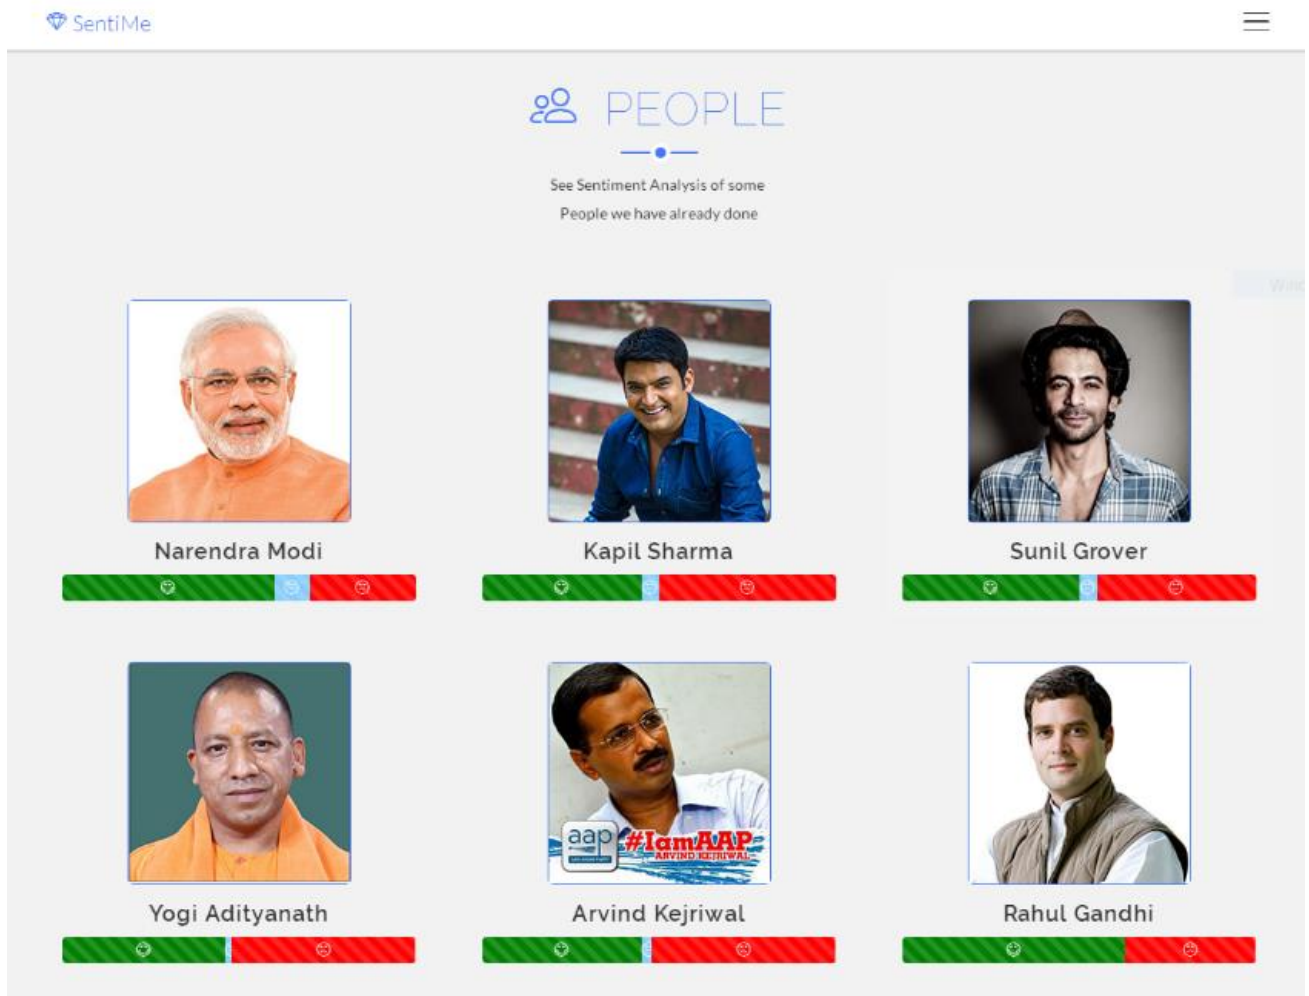 SentiMe
PEOPLE
See Sentiment Analysis of some
People we have already done
Narendra Modi
Kapil Sharma
Sunil Grover
aap
#IamAAP
ARVIND KEJRIWAL
Yogi Adityanath
Arvind Kejriwal
Rahul Gandhi